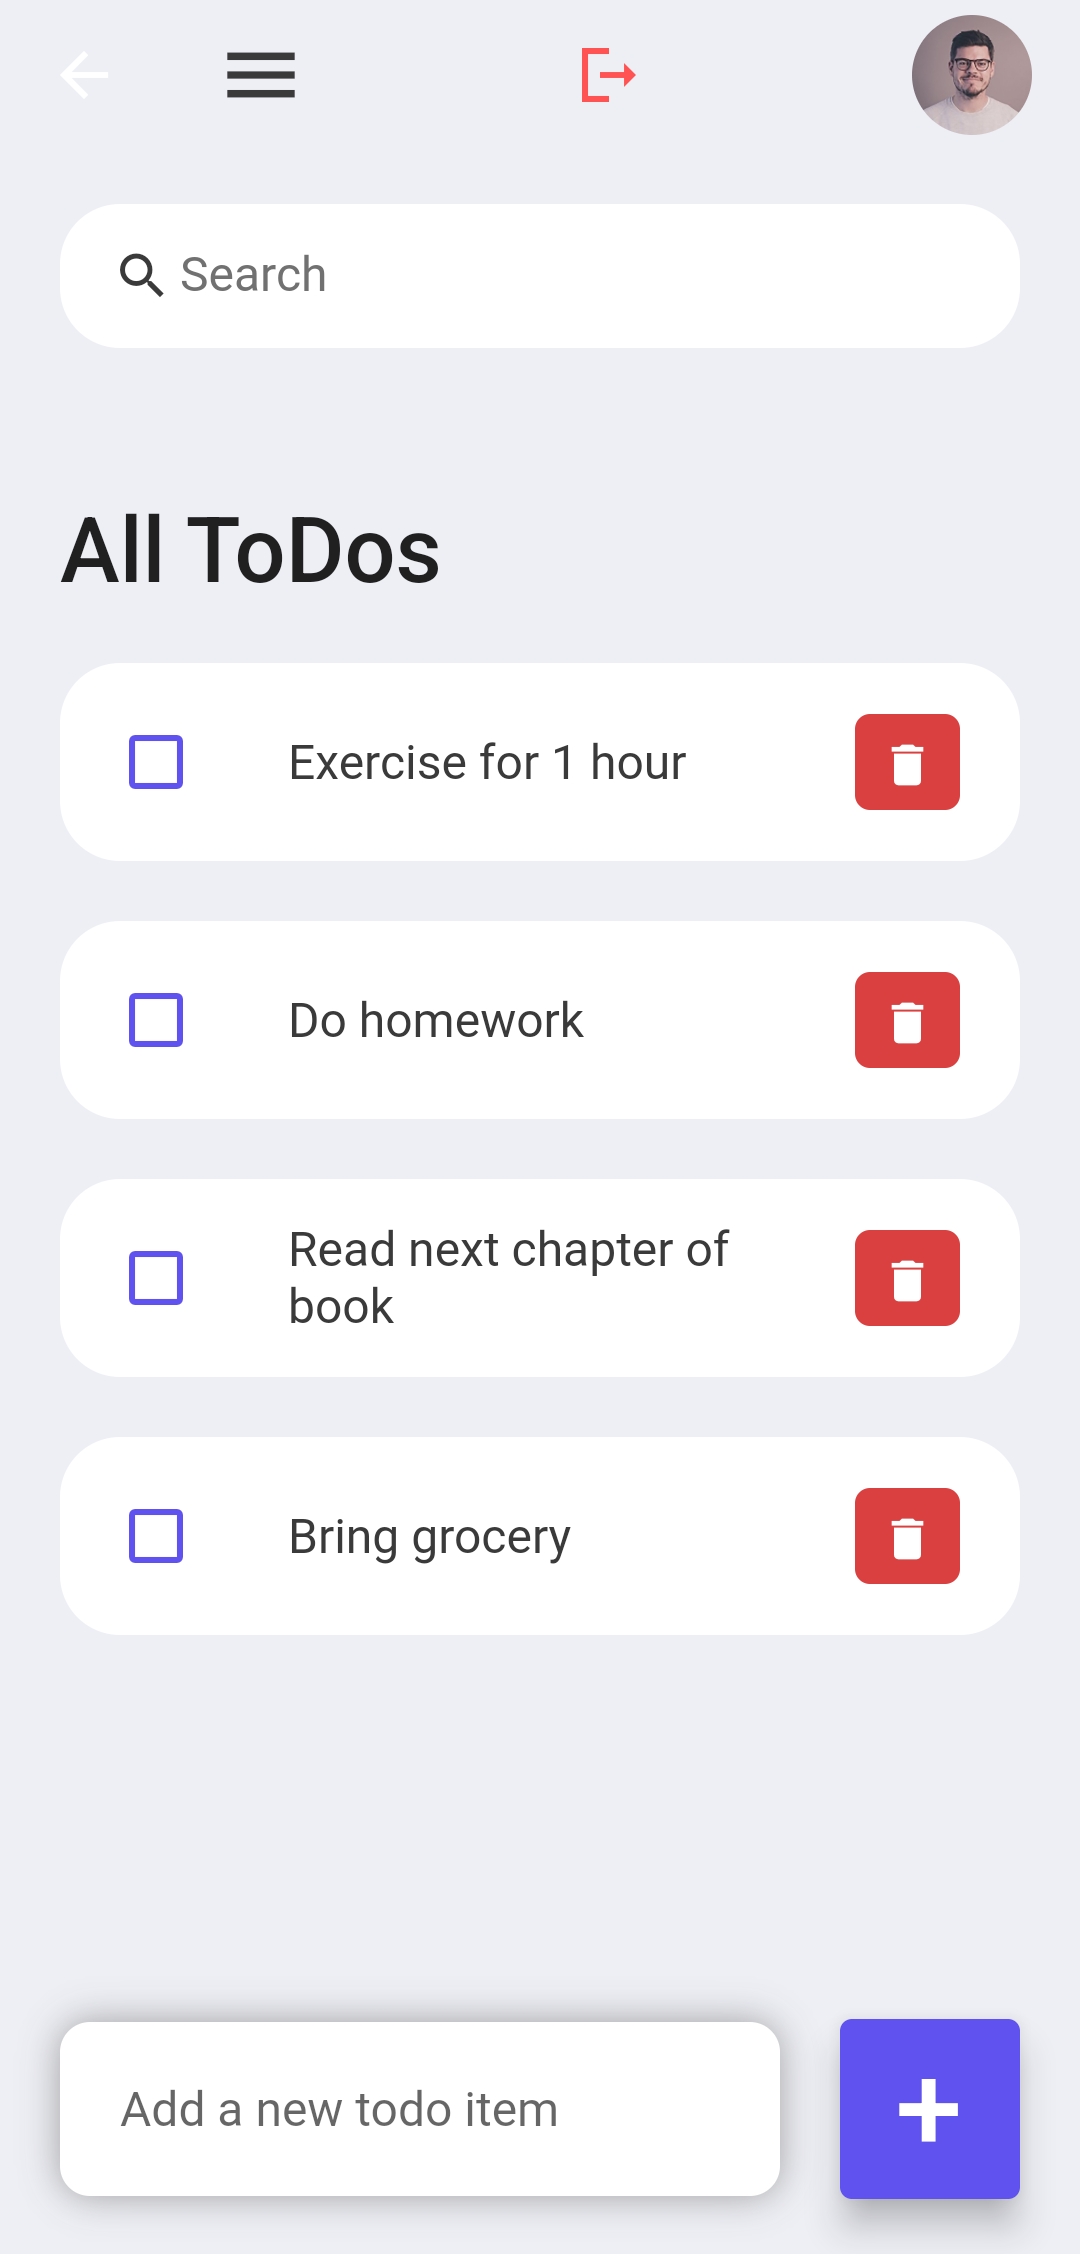 Search
All ToDos
Exercise for 1 hour
Do homework
Read next chapter of
book
Bring grocery
Add a new todo item